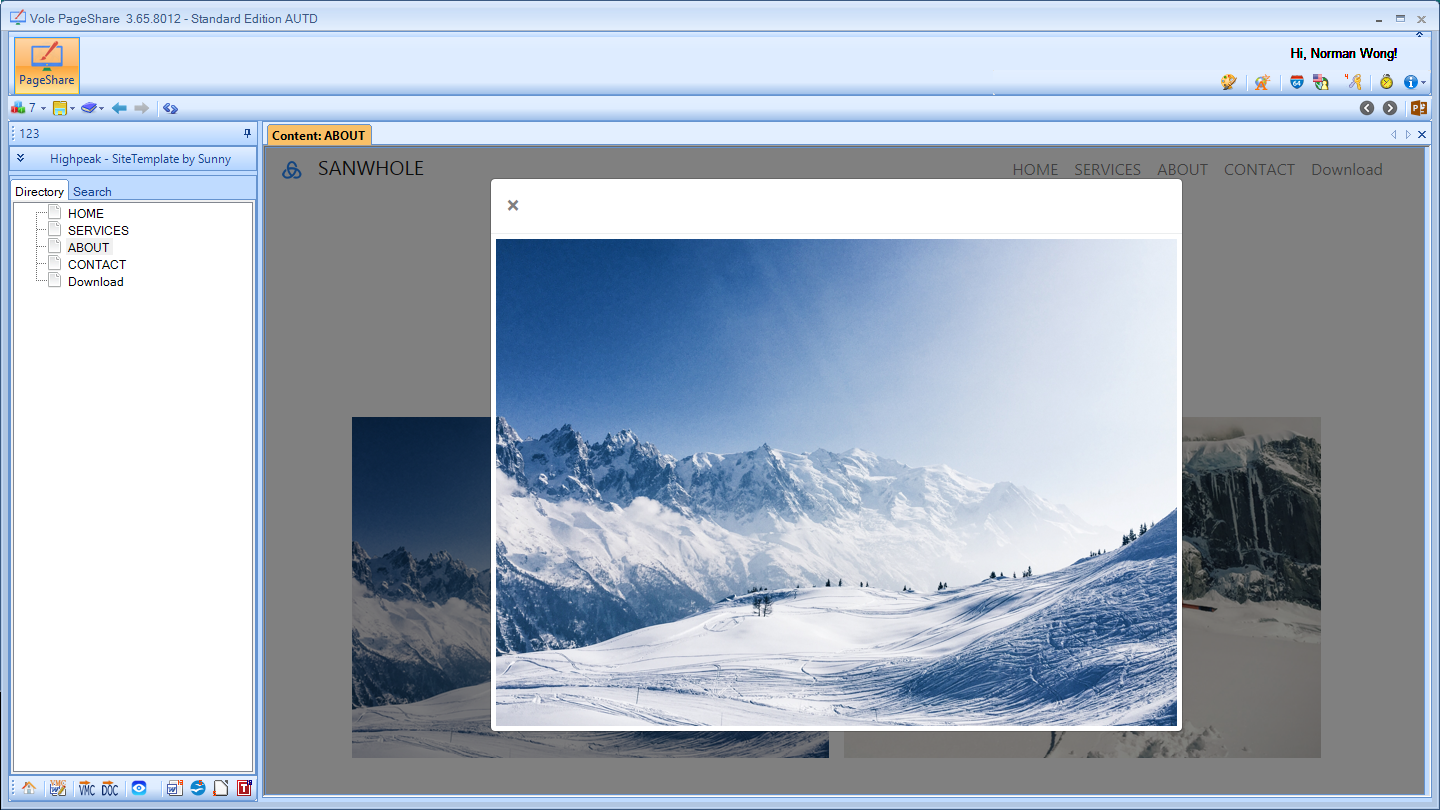 Vole PageShare 3.65.8012 - Standard Edition AUTD
PageShare
Hi, Norman Wong!
7
123
Highpeak - SiteTemplate by Sunny
Directory
Search
HOME
SERVICES
ABOUT
CONTACT
Download
Content: ABOUT
SANWHOLE
HOME
SERVICES
ABOUT
CONTACT
Download
×
VMC
DOC